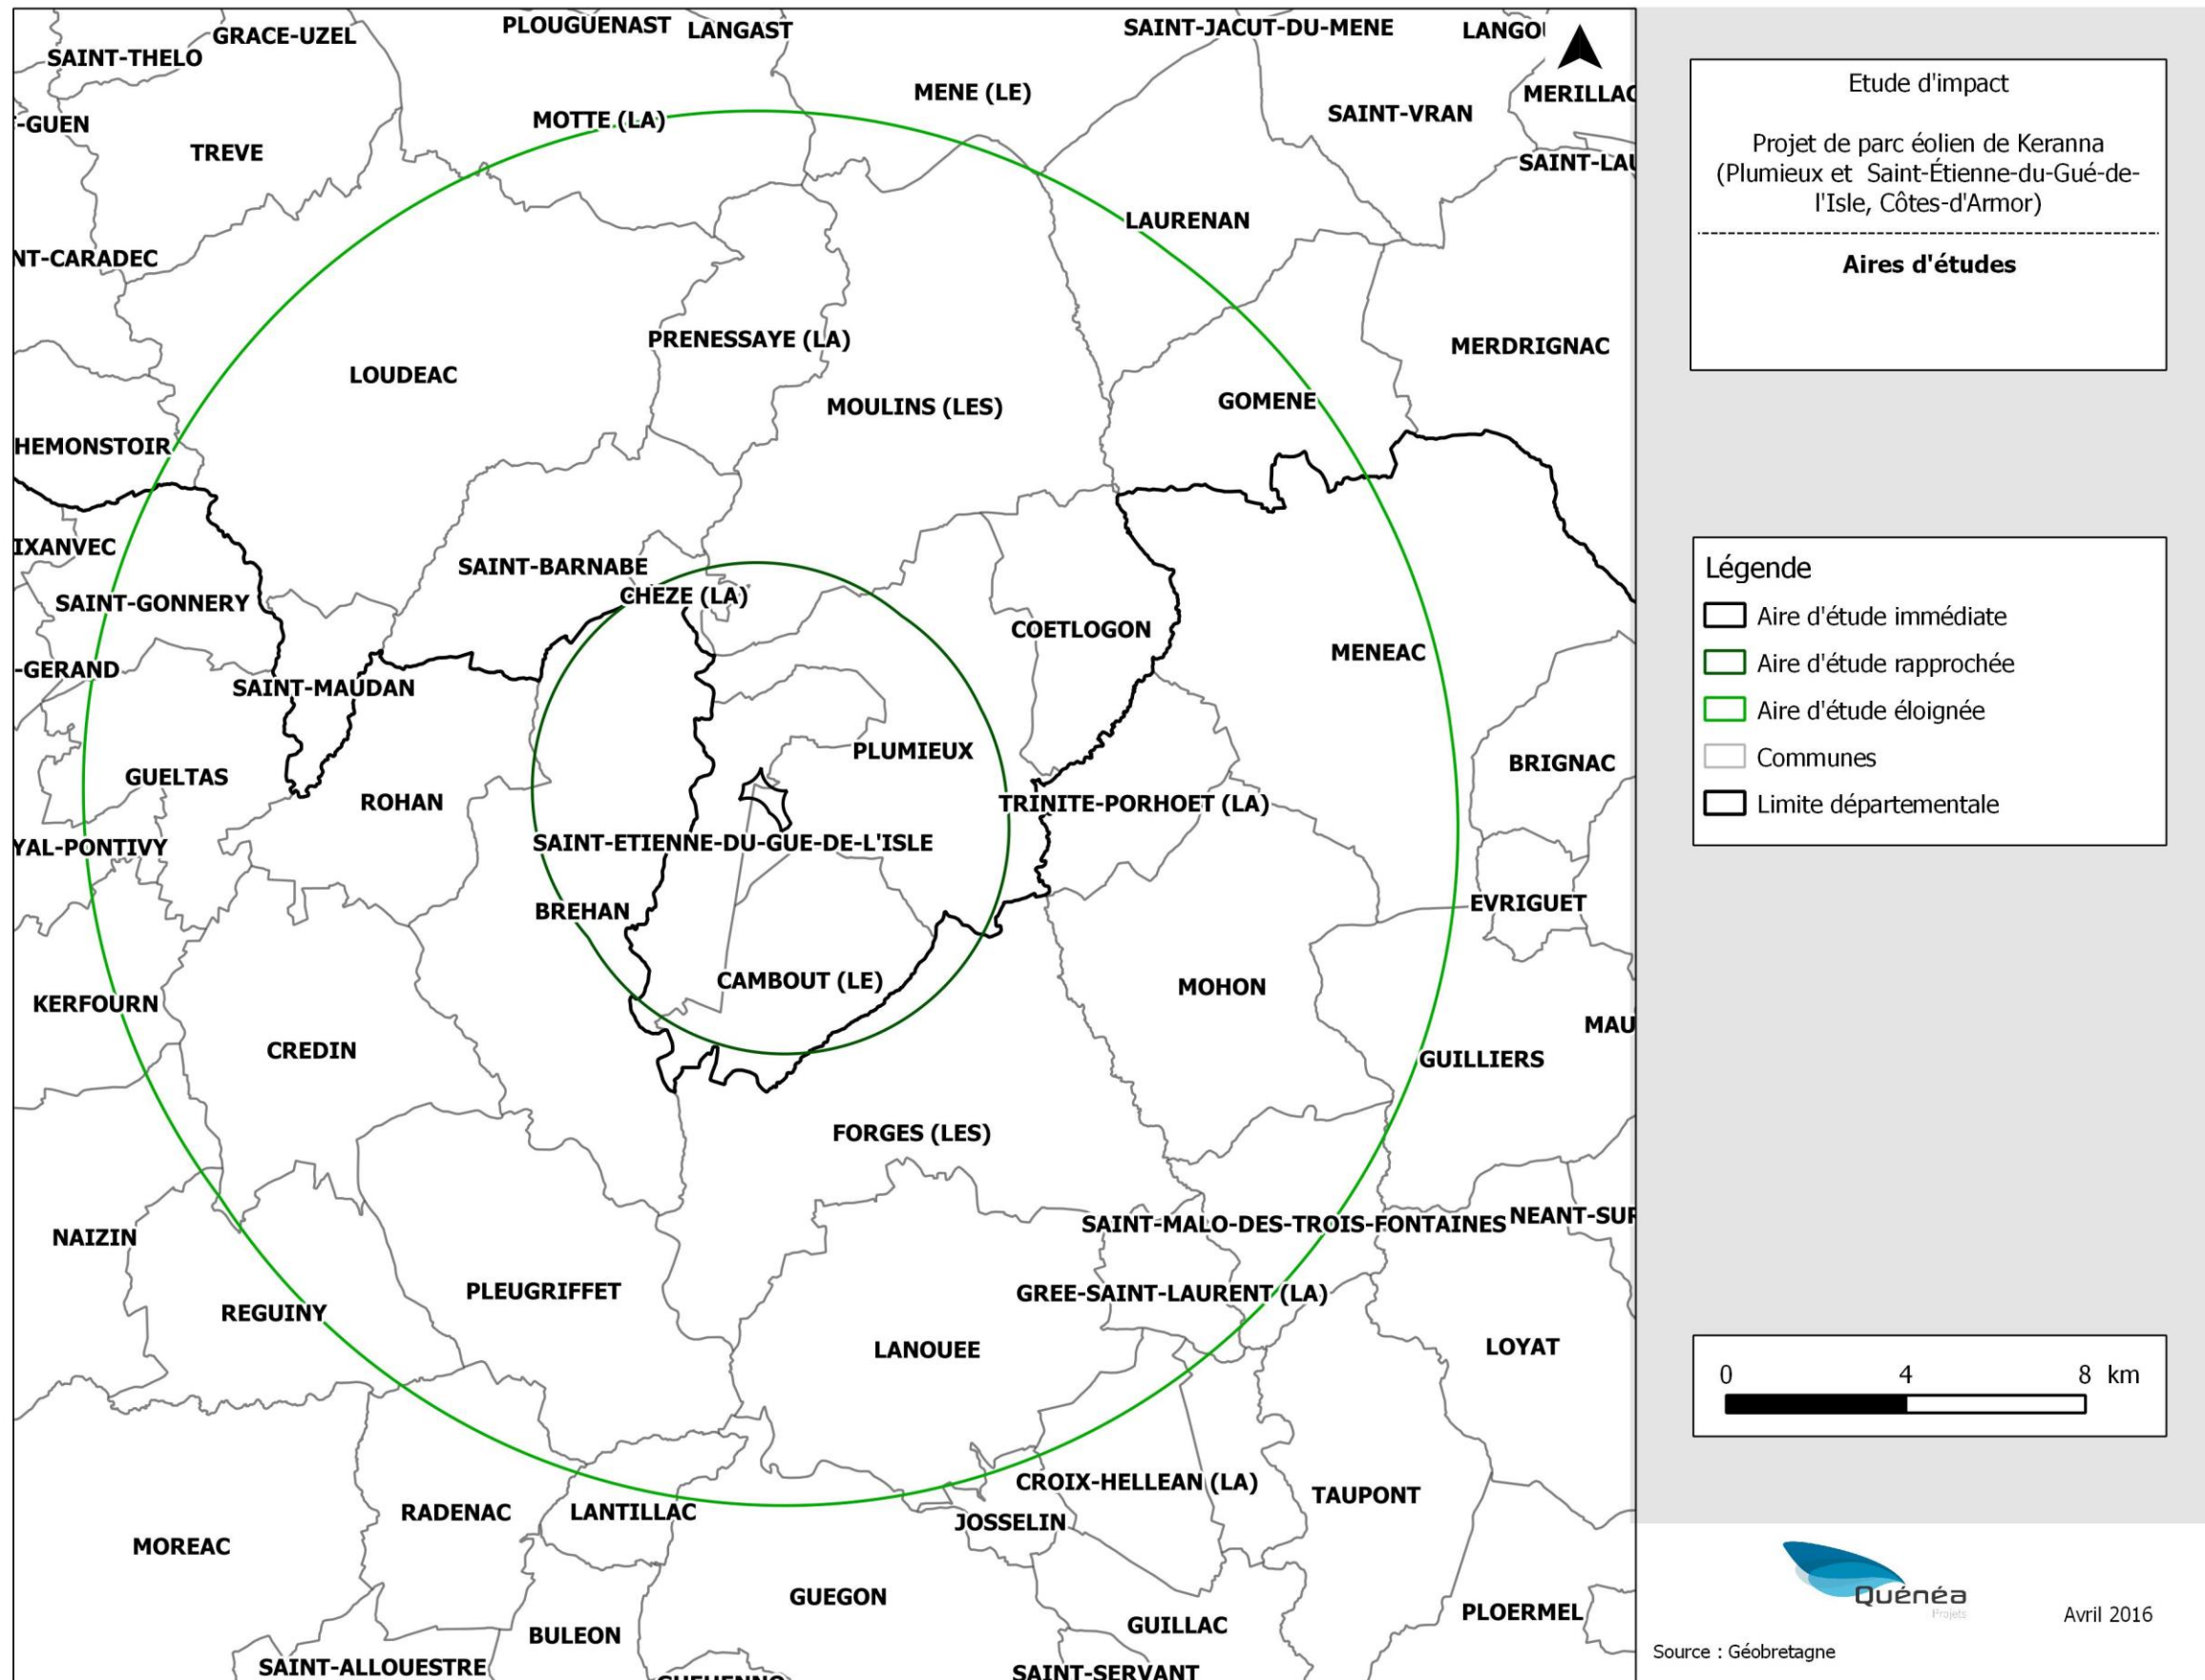 PLOUGUENAST
LANGAST
SAINT-JACUT-DU-MENE
LANGOU
GRACE-UZEL
SAINT-THELO
MENE (LE)
MERILLAC
SAINT-VRAN
MOTTE (LA)
-GUEN
TREVE
SAINT-LAU
LAURENAN
NT-CARADEC
PRENESSAYE (LA)
MERDRIGNAC
LOUDEAC
GOMENE
MOULINS (LES)
HEMONSTOIR
IXANVEC
SAINT-BARNABE
CHEZE (LA)
SAINT-GONNERY
COETLOGON
MENEAC
-GERAND
SAINT-MAUDAN
PLUMIEUX
BRIGNAC
GUELTAS
ROHAN
TRINITE-PORHOET (LA)
SAINT-ETIENNE-DU-GUE-DE-L'ISLE
YAL-PONTIVY
EVRIGUET
BREHAN
CAMBOUT (LE)
MOHON
KERFOURN
MAU
CREDIN
GUILLIERS
FORGES (LES)
NEANT-SUR
SAINT-MALO-DES-TROIS-FONTAINES
NAIZIN
PLEUGRIFFET
GREE-SAINT-LAURENT (LA)
REGUINY
LANOUEE
LOYAT
CROIX-HELLEAN (LA)
TAUPONT
RADENAC
LANTILLAC
JOSSELIN
MOREAC
GUEGON
PLOERMEL
GUILLAC
BULEON
SAINT-ALLOUESTRE
SAINT-SERVANT
Etude d'impact
Projet de parc éolien de Keranna
(Plumieux et Saint-Étienne-du-Gué-de-
l'Isle, Côtes-d'Armor)
Aires d'études
Légende
Aire d'étude immédiate
Aire d'étude rapprochée
Aire d'étude éloignée
Communes
Limite départementale
0 4 8 km
Quénéa
Projets
Avril 2016
Source : Géobretagne